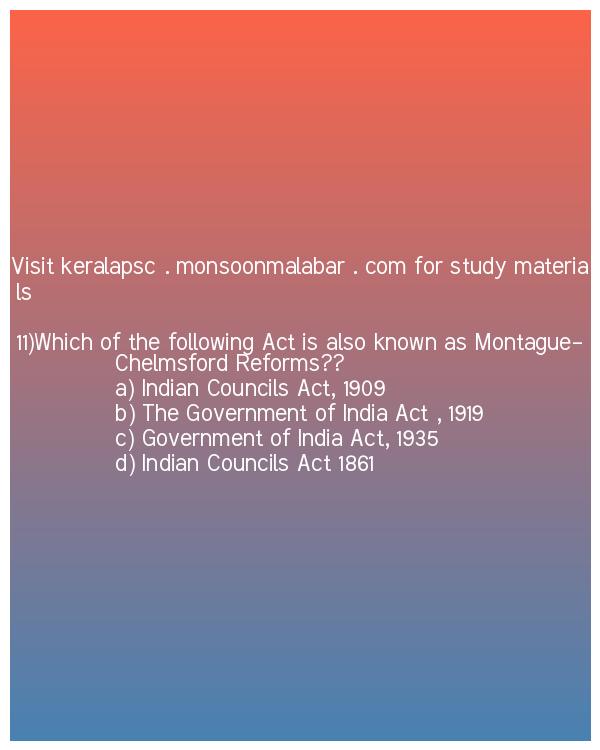 Visit keralapsc . monsoonmalabar . com for study materia
ls
11)Which of the following Act is also known as Montague-
Chelmsford Reforms??
a) Indian Councils Act, 1909
b) The Government of India Act , 1919
c) Government of India Act, 1935
d) Indian Councils Act 1861